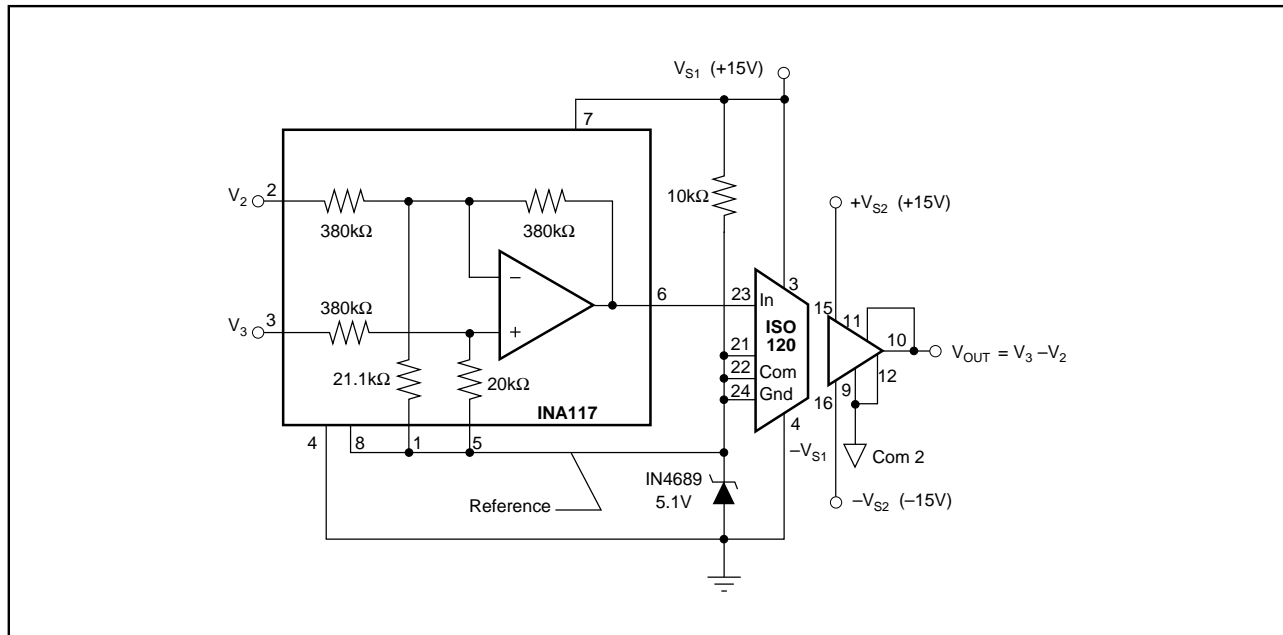 V_S1 (+15V)
7
V_2
2
380kΩ
380kΩ
10kΩ
+V_S2 (+15V)
–
6
23
In
3
15
11
380kΩ
V_3
3
+
ISO
120
21
22
Com
24
Gnd
10
V_OUT = V_3 –V_2
9
12
16
21.1kΩ
20kΩ
INA117
4
8
1
5
4
–V_S1
Com 2
IN4689
5.1V
Reference
–V_S2 (–15V)